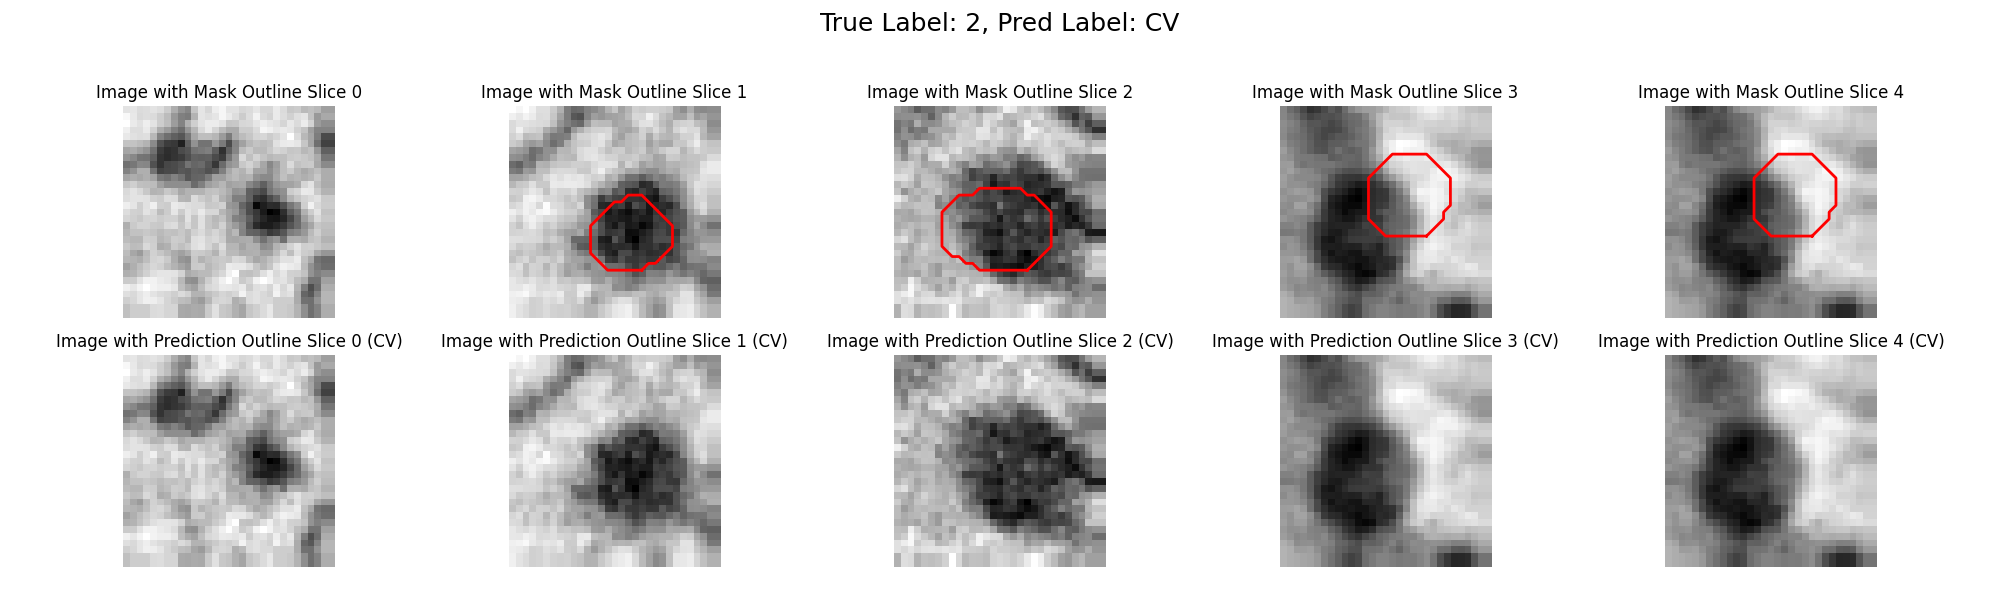 True Label: 2, Pred Label: CV
Image with Mask Outline Slice 0
Image with Mask Outline Slice 1
Image with Mask Outline Slice 2
Image with Mask Outline Slice 3
Image with Mask Outline Slice 4
Image with Prediction Outline Slice 0 (CV)
Image with Prediction Outline Slice 1 (CV)
Image with Prediction Outline Slice 2 (CV)
Image with Prediction Outline Slice 3 (CV)
Image with Prediction Outline Slice 4 (CV)